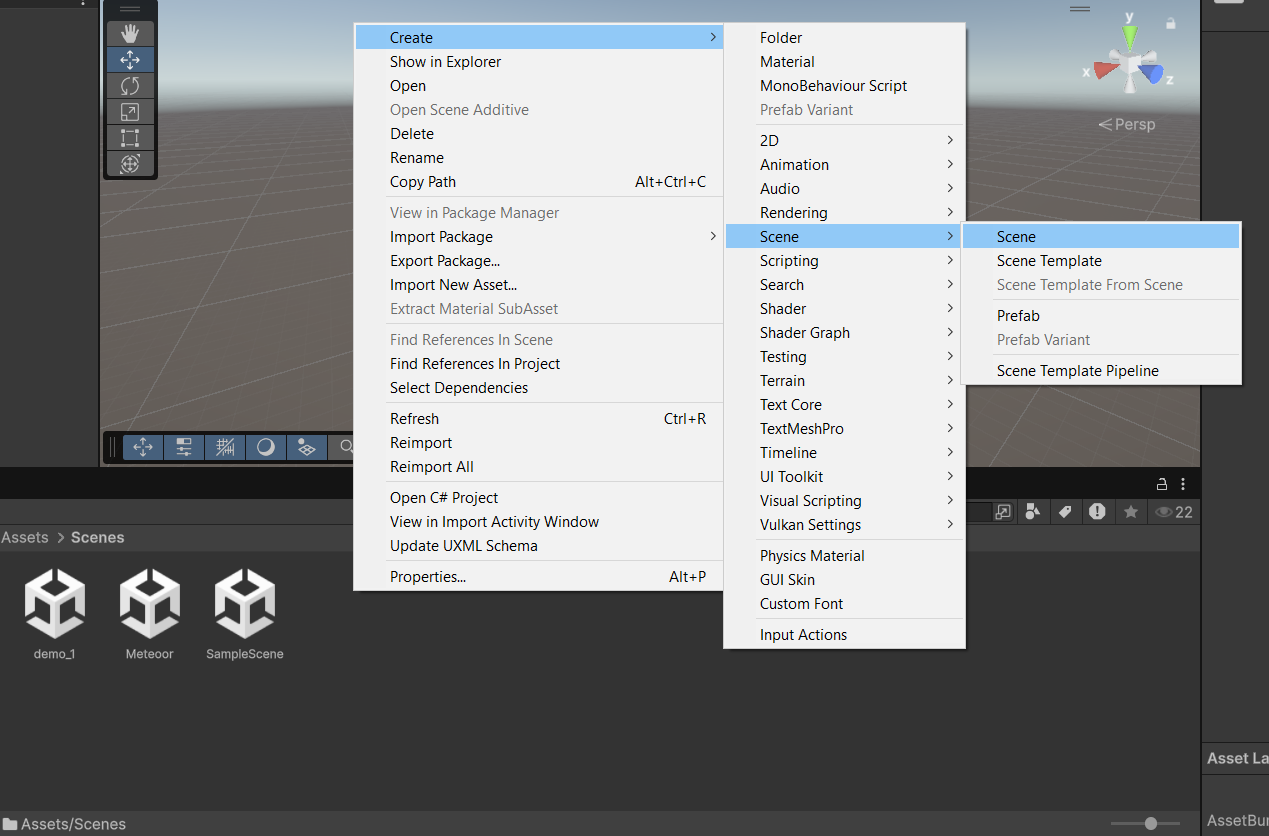 Create
Show in Explorer
Open
Open Scene Additive
Delete
Rename
Copy Path Alt+Ctrl+C
View in Package Manager
Import Package
Export Package...
Import New Asset...
Extract Material SubAsset
Find References In Scene
Find References In Project
Select Dependencies
Refresh Ctrl+R
Reimport
Reimport All
Open C# Project
View in Import Activity Window
Update UXML Schema
Properties... Alt+P
Folder
Material
MonoBehaviour Script
Prefab Variant
2D
Animation
Audio
Rendering
Scene
Scripting
Search
Shader
Shader Graph
Testing
Terrain
Text Core
TextMeshPro
Timeline
UI Toolkit
Visual Scripting
Vulkan Settings
Physics Material
GUI Skin
Custom Font
Input Actions
Scene
Scene Template
Scene Template From Scene
Prefab
Prefab Variant
Scene Template Pipeline
y
x
z
Persp
22
Assets > Scenes
demo_1
Meteoor
SampleScene
Assets/Scenes
Asset La
AssetBu